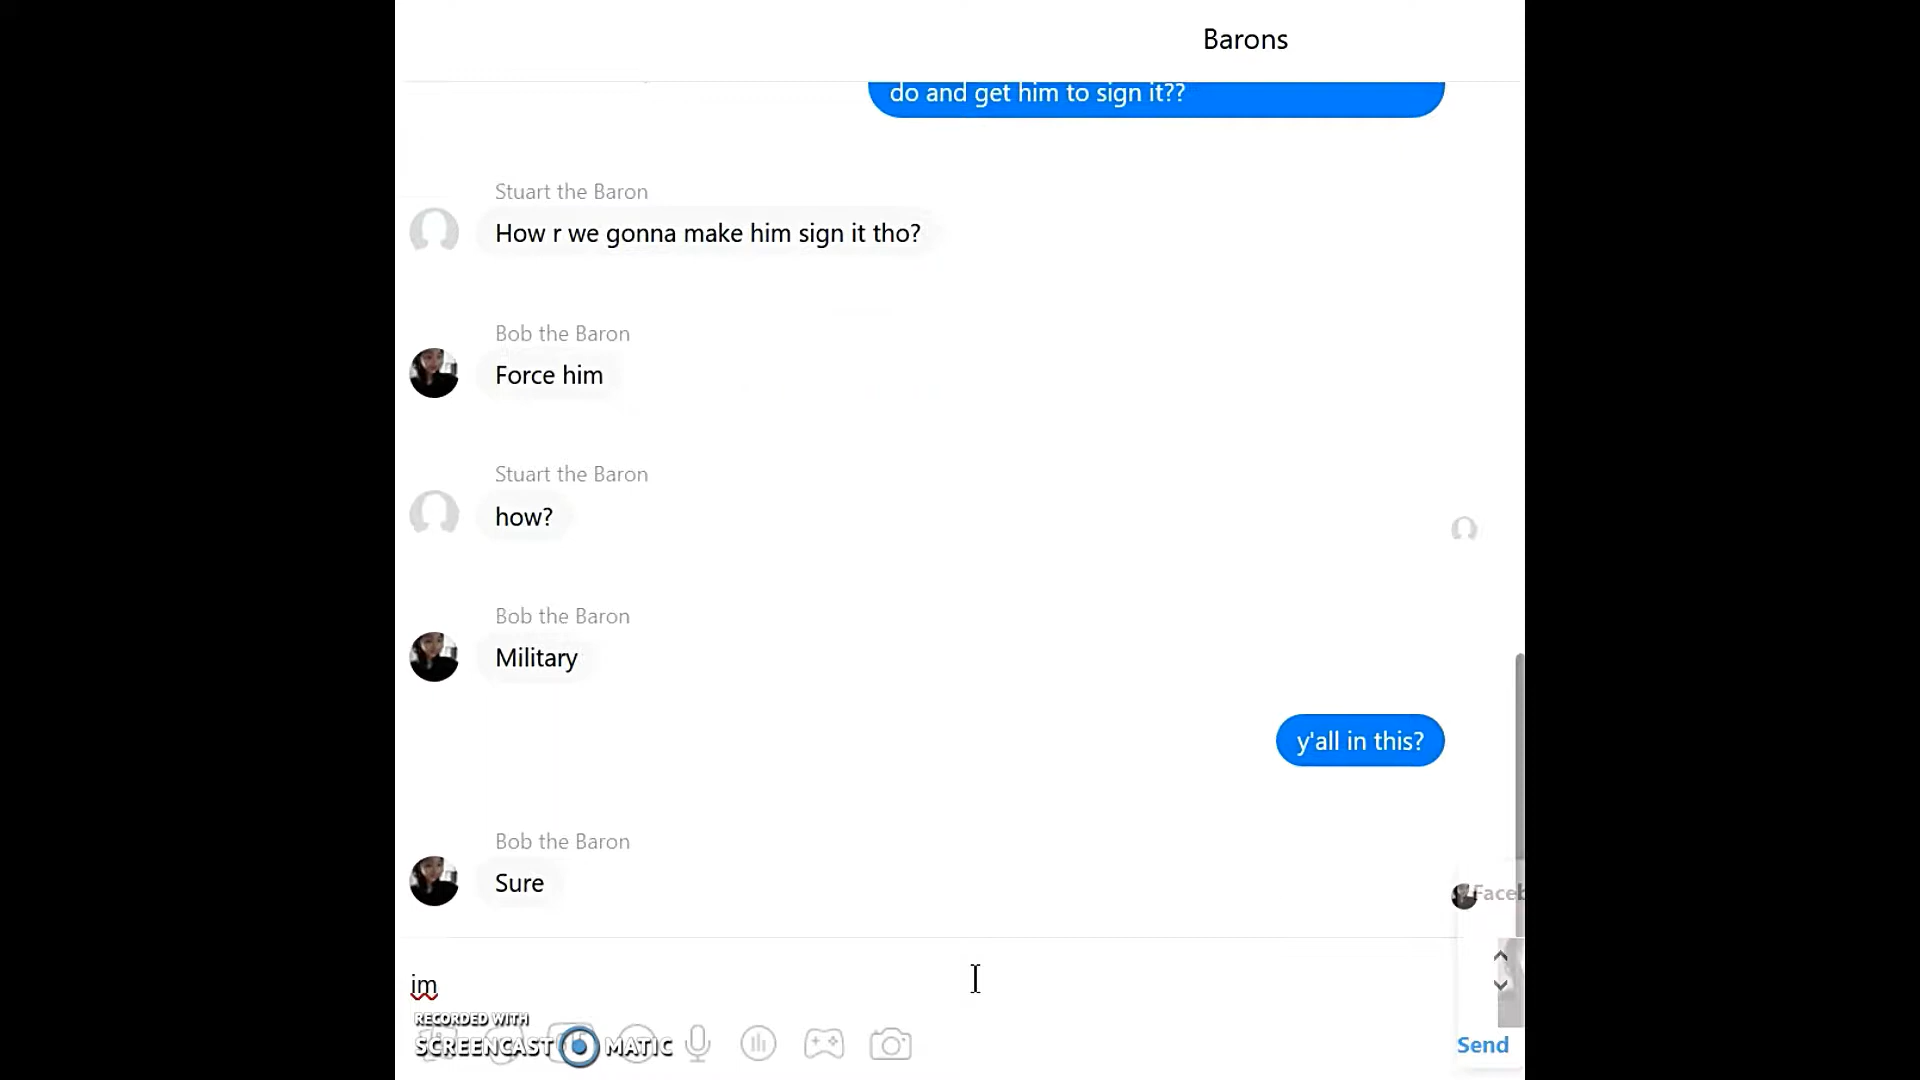 Barons
do and get him to sign it??
Stuart the Baron
How r we gonna make him sign it tho?
Bob the Baron
Force him
Stuart the Baron
how?
Bob the Baron
Military
y'all in this?
Bob the Baron
Sure
Faceb
im
RECORDED WITH
SCREENCAST MATIC
Send